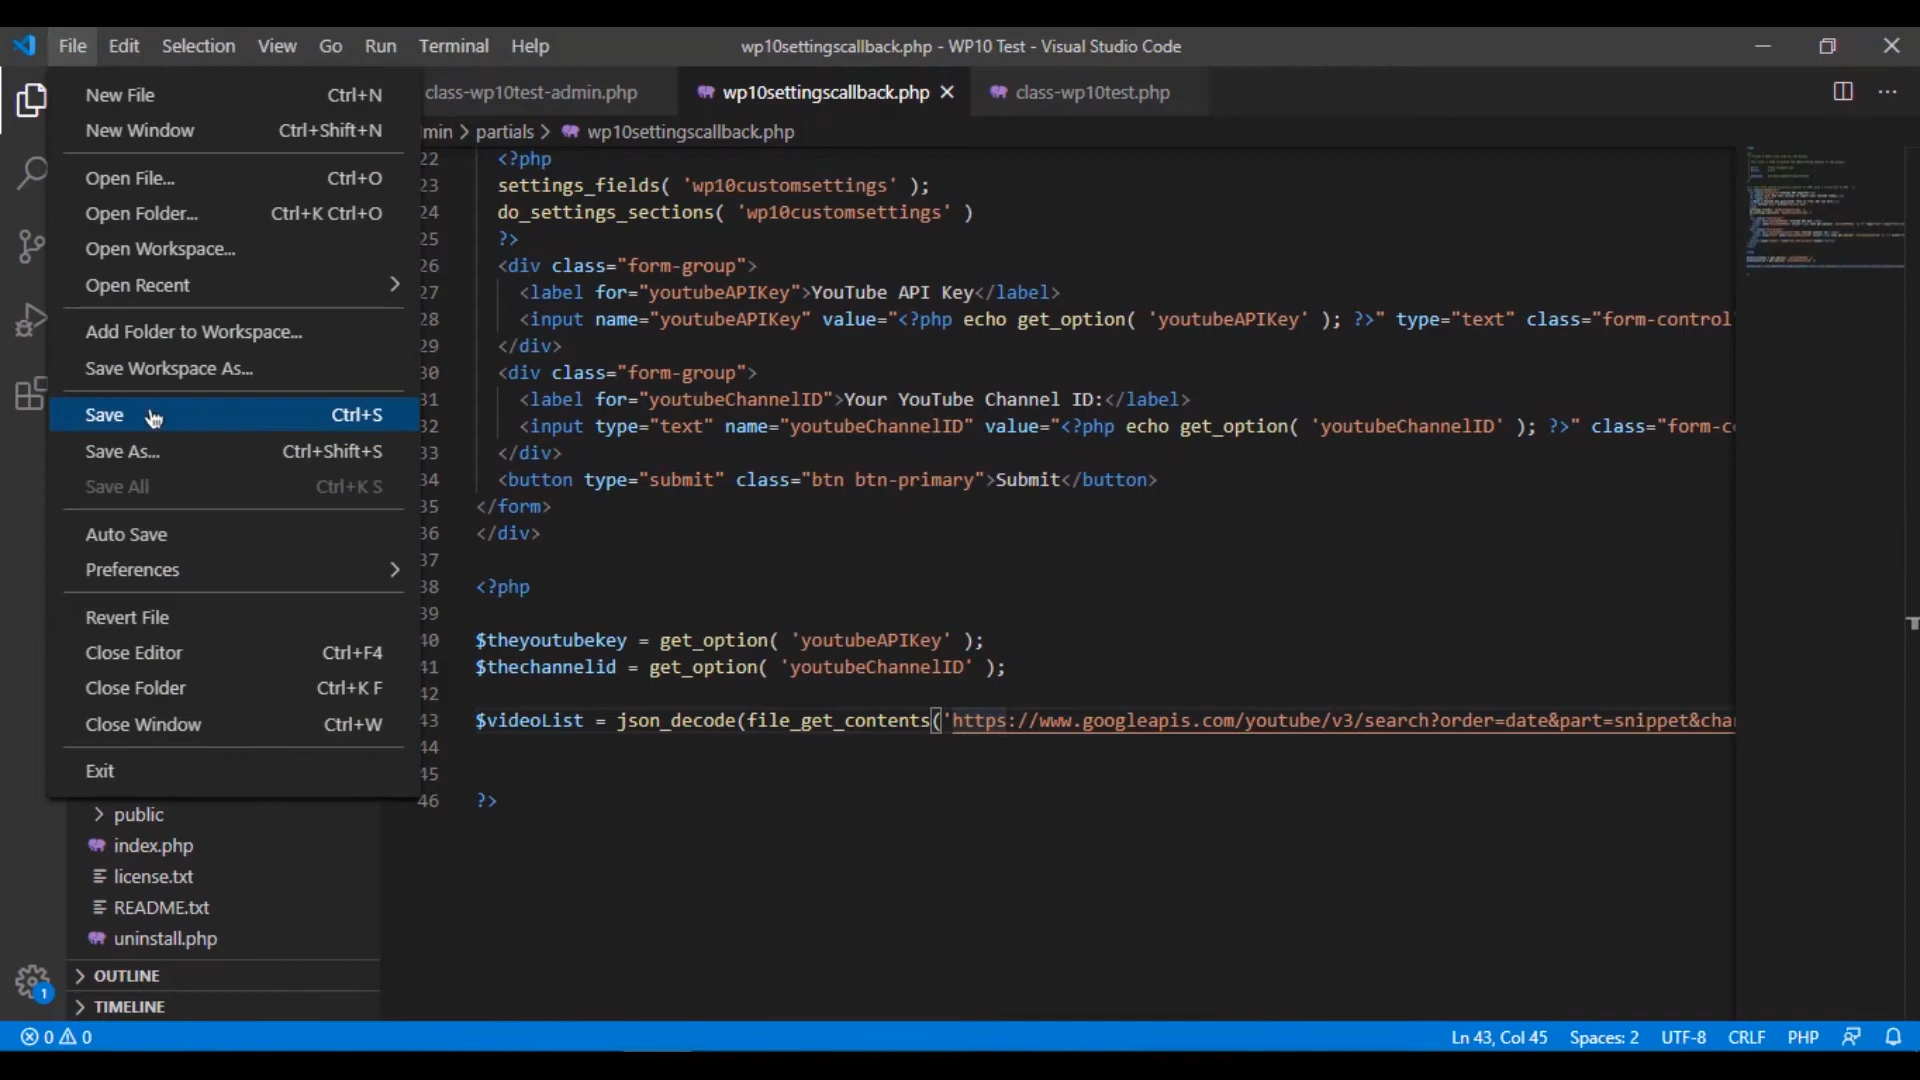 File Edit Selection View Go Run Terminal Help wp10settingscallback.php - WP10 Test - Visual Studio Code
New File Ctrl+N
New Window Ctrl+Shift+N
Open File... Ctrl+O
Open Folder... Ctrl+K Ctrl+O
Open Workspace...
Open Recent
Add Folder to Workspace...
Save Workspace As...
Save Ctrl+S
Save As... Ctrl+Shift+S
Save All Ctrl+K S
Auto Save
Preferences
Revert File
Close Editor Ctrl+F4
Close Folder Ctrl+K F
Close Window Ctrl+W
Exit
public
index.php
license.txt
README.txt
uninstall.php
OUTLINE
TIMELINE
1
class-wp10test-admin.php wp10settingscallback.php class-wp10test.php
min > partials > wp10settingscallback.php
22 <?php
23 settings_fields( 'wp10customsettings' );
24 do_settings_sections( 'wp10customsettings' )
25 ?>
26 <div class="form-group">
27 <label for="youtubeAPIKey">YouTube API Key</label>
28 <input name="youtubeAPIKey" value="<?php echo get_option( 'youtubeAPIKey' ); ?>" type="text" class="form-control
29 </div>
30 <div class="form-group">
31 <label for="youtubeChannelID">Your YouTube Channel ID:</label>
32 <input type="text" name="youtubeChannelID" value="<?php echo get_option( 'youtubeChannelID' ); ?>" class="form-c
33 </div>
34 <button type="submit" class="btn btn-primary">Submit</button>
35 </form>
36 </div>
37
38 <?php
39
40 $theyoutubekey = get_option( 'youtubeAPIKey' );
41 $thechannelid = get_option( 'youtubeChannelID' );
42
43 $videoList = json_decode(file_get_contents('https://www.googleapis.com/youtube/v3/search?order=date&part=snippet&cha
44
45
46 ?>
0 0 Ln 43, Col 45 Spaces: 2 UTF-8 CRLF PHP